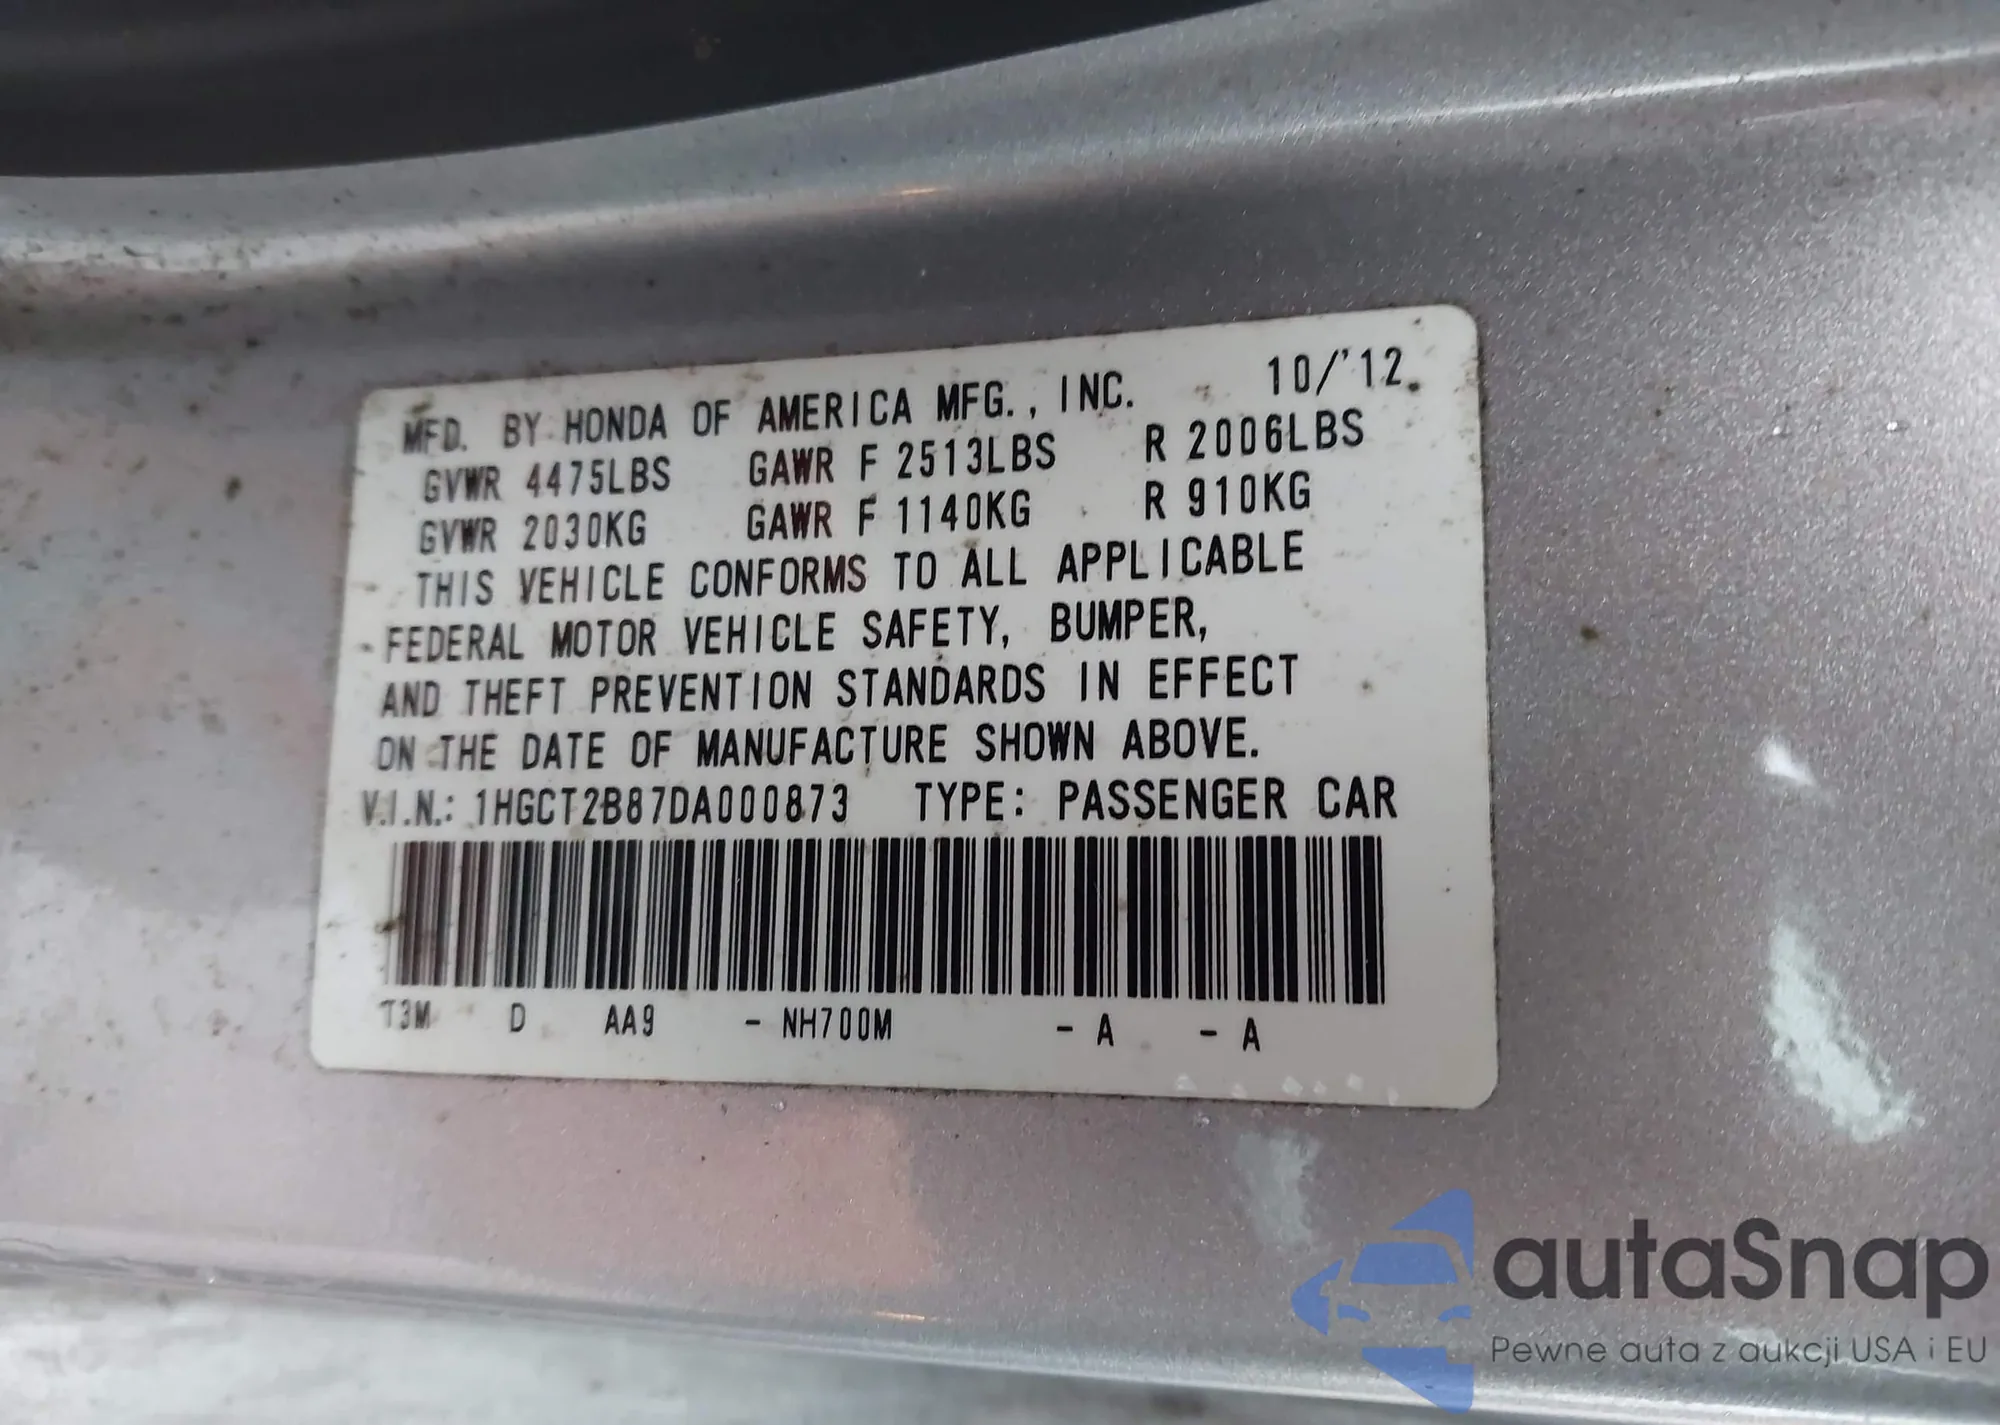 MFD. BY HONDA OF AMERICA MFG., INC. 10/'12
GVWR 4475LBS GAWR F 2513LBS R 2006LBS
GVWR 2030KG GAWR F 1140KG R 910KG
THIS VEHICLE CONFORMS TO ALL APPLICABLE
FEDERAL MOTOR VEHICLE SAFETY, BUMPER,
AND THEFT PREVENTION STANDARDS IN EFFECT
ON THE DATE OF MANUFACTURE SHOWN ABOVE.
V.I.N.: 1HGCT2B87DA000873 TYPE: PASSENGER CAR
T3M D AA9 - NH700M - A - A
autaSnap
Pewne auta z aukcji USA i EU